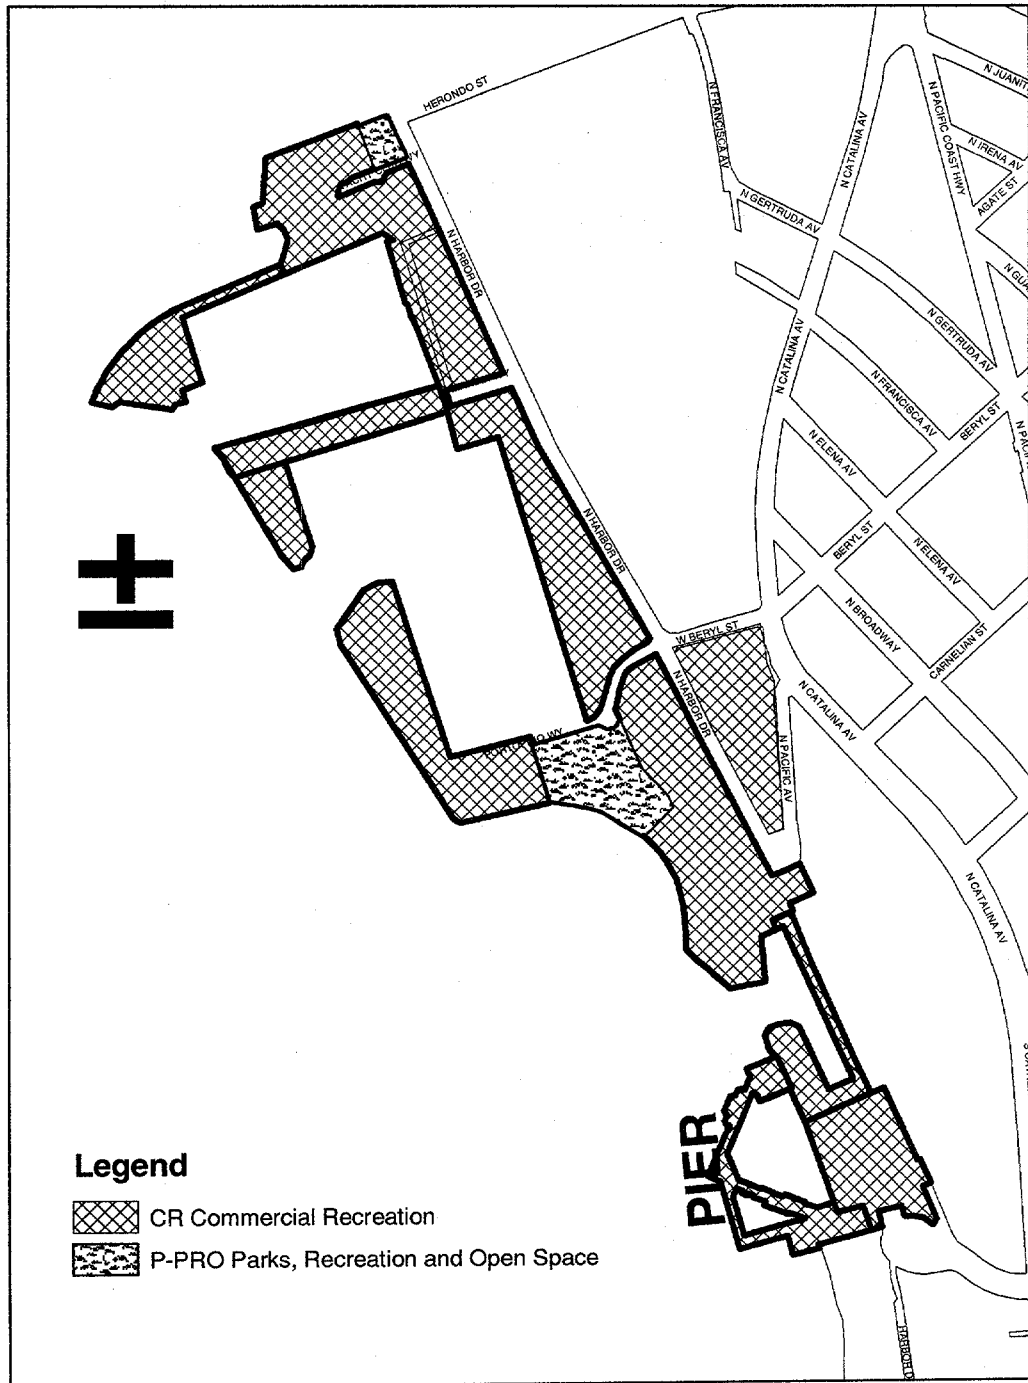 HERONDO ST
N FRANCISCA AV
N CATALINA AV
N PACIFIC COAST HWY
N IRENA AV
AGATE ST
N GERTRUDA AV
N HARBOR DR
N CATALINA AV
N GERTRUDA AV
N FRANCISCA AV
BERYL ST
N ELENA AV
N HARBOR DR
BERYL ST
N ELENA AV
N BROADWAY
CARNELIAN ST
W BERYL ST
N HARBOR DR
N CATALINA AV
N PACIFIC AV
N CATALINA AV
PIER
Legend
CR Commercial Recreation
P-PRO Parks, Recreation and Open Space